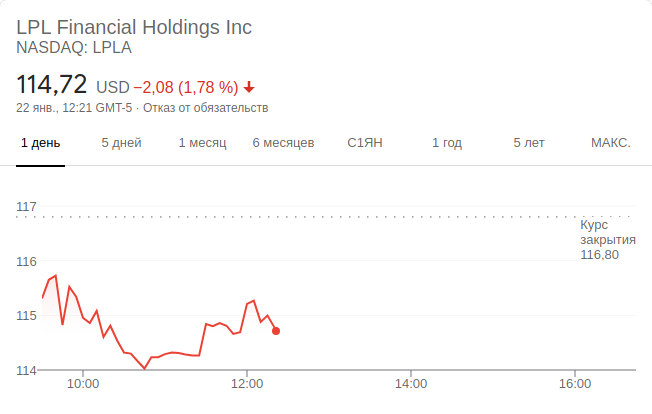 LPL Financial Holdings Inc
NASDAQ: LPLA
114,72 USD −2,08 (1,78 %)
22 янв., 12:21 GMT-5 · Отказ от обязательств
1 день 5 дней 1 месяц 6 месяцев С1ЯН 1 год 5 лет МАКС.
117
Курс
закрытия
116,80
116
115
114
10:00 12:00 14:00 16:00